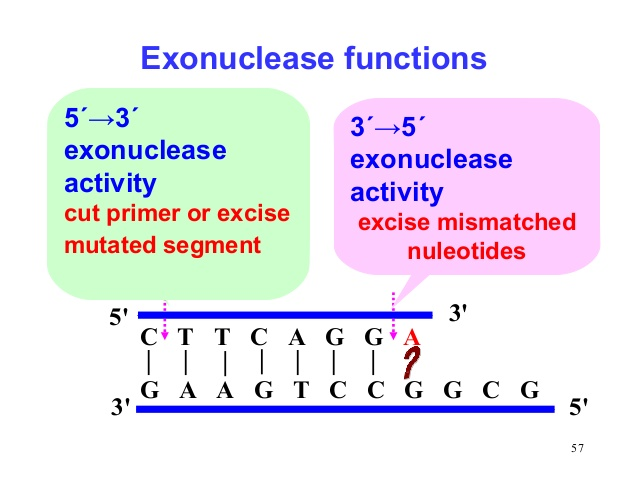 Exonuclease functions
5´→3´
exonuclease
activity
cut primer or excise
mutated segment
3´→5´
exonuclease
activity
excise mismatched
nuleotides
5' 3'
C T T C A G G A
G A A G T C C G G C G
3' 5'
57